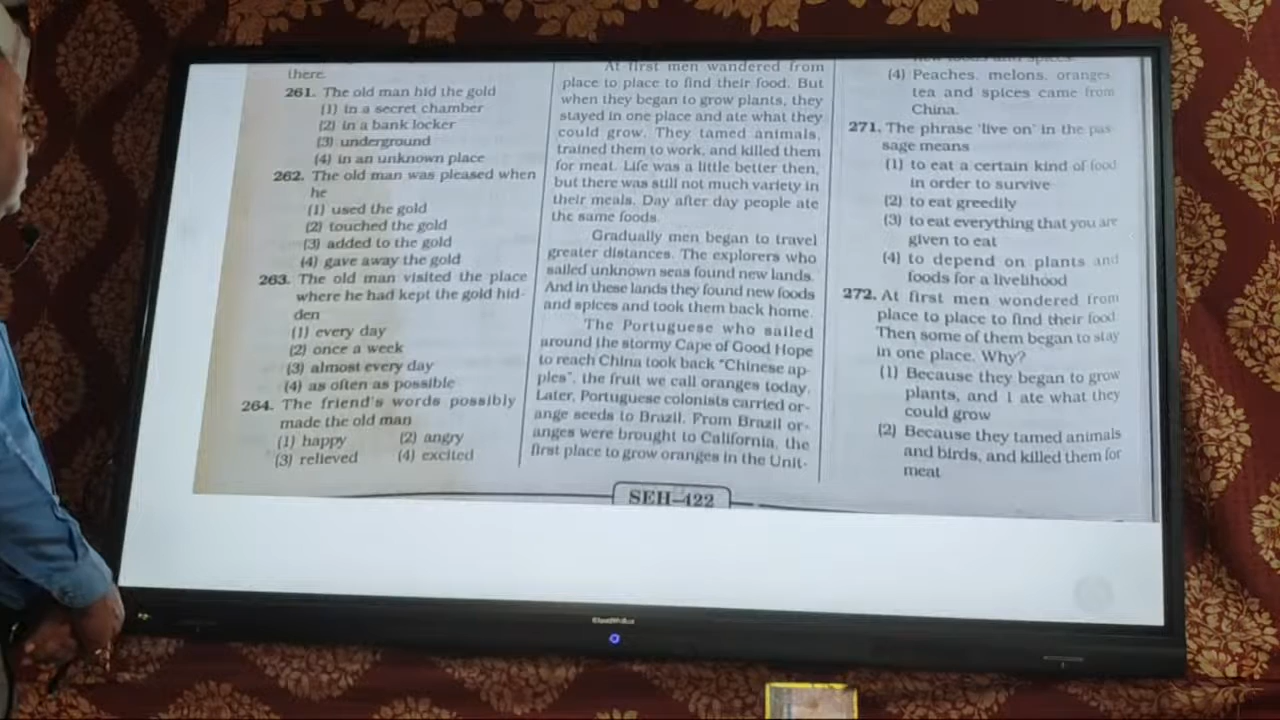 there.
261. The old man hid the gold
(1) in a secret chamber
(2) in a bank locker
(3) underground
(4) in an unknown place
262. The old man was pleased when
he
(1) used the gold
(2) touched the gold
(3) added to the gold
(4) gave away the gold
263. The old man visited the place
where he had kept the gold hid-
den
(1) every day
(2) once a week
(3) almost every day
(4) as often as possible
264. The friend's words possibly
made the old man
(1) happy (2) angry
(3) relieved (4) excited
At first men wandered from
place to place to find their food. But
when they began to grow plants, they
stayed in one place and ate what they
could grow. They tamed animals,
trained them to work, and killed them
for meat. Life was a little better then,
but there was still not much variety in
their meals. Day after day people ate
the same foods.
Gradually men began to travel
greater distances. The explorers who
sailed unknown seas found new lands.
And in these lands they found new foods
and spices and took them back home.
The Portuguese who sailed
around the stormy Cape of Good Hope
to reach China took back "Chinese ap-
ples", the fruit we call oranges today.
Later, Portuguese colonists carried or-
ange seeds to Brazil. From Brazil or-
anges were brought to California, the
first place to grow oranges in the Unit-
new foods and spices.
(4) Peaches, melons, oranges
tea and spices came from
China.
271. The phrase 'live on' in the pas
sage means
(1) to eat a certain kind of food
in order to survive
(2) to eat greedily
(3) to eat everything that you are
given to eat
(4) to depend on plants and
foods for a livelihood
272. At first men wondered from
place to place to find their food.
Then some of them began to stay
in one place. Why?
(1) Because they began to grow
plants, and I ate what they
could grow
(2) Because they tamed animals
and birds, and killed them for
meat
SEH–422